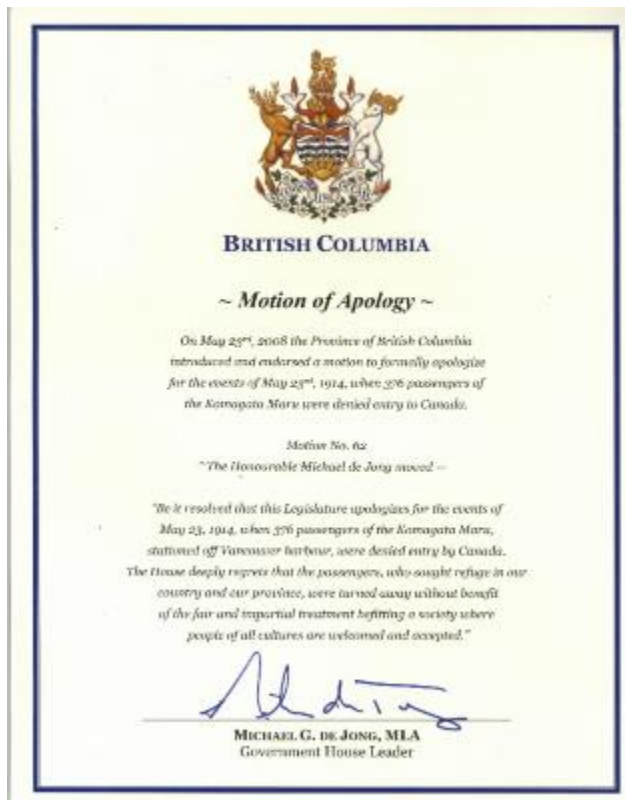 BRITISH COLUMBIA
~ Motion of Apology ~
On May 23rd, 2008 the Province of British Columbia
introduced and endorsed a motion to formally apologize
for the events of May 23rd, 1914, when 376 passengers of
the Komagata Maru were denied entry to Canada.
Motion No. 62
"The Honourable Michael de Jong moved —
"Be it resolved that this Legislature apologizes for the events of
May 23, 1914, when 376 passengers of the Komagata Maru,
stationed off Vancouver harbour, were denied entry by Canada.
The House deeply regrets that the passengers, who sought refuge in our
country and our province, were turned away without benefit
of the fair and impartial treatment befitting a society where
people of all cultures are welcomed and accepted."
MICHAEL G. DE JONG, MLA
Government House Leader